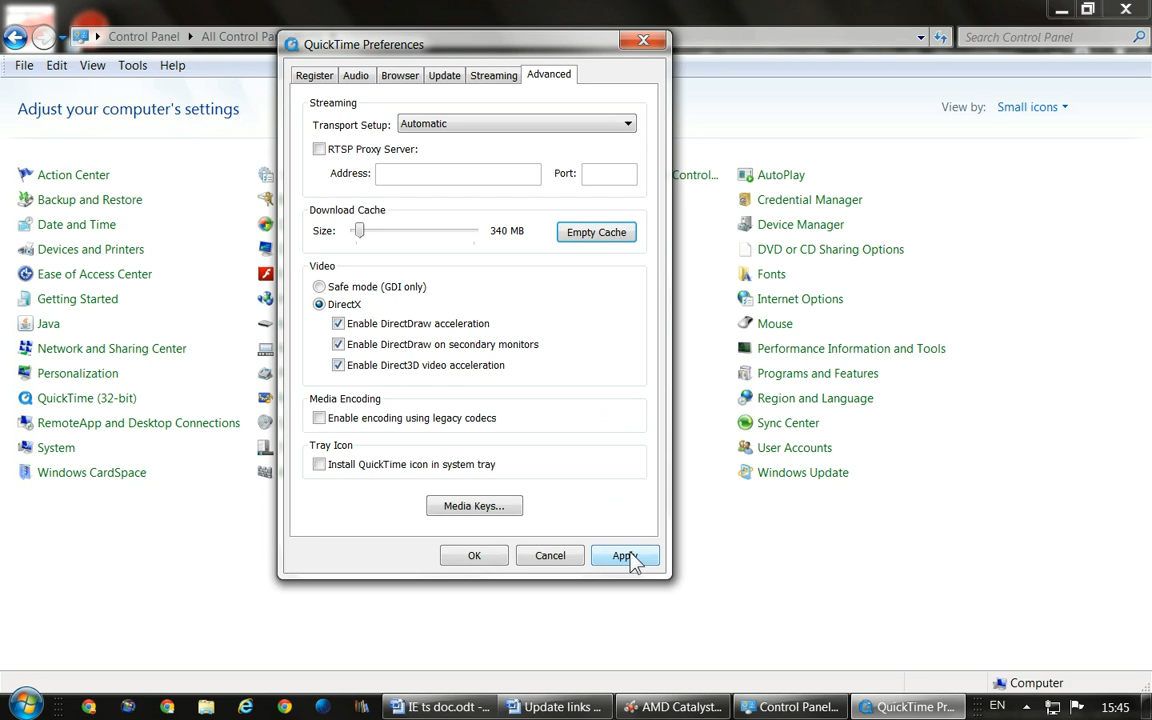 Control Panel
All Control Pa
Search Control Panel
File Edit View Tools Help
Adjust your computer's settings
View by: Small icons
Action Center
Backup and Restore
Date and Time
Devices and Printers
Ease of Access Center
Getting Started
Java
Network and Sharing Center
Personalization
QuickTime (32-bit)
RemoteApp and Desktop Connections
System
Windows CardSpace
QuickTime Preferences
Register Audio Browser Update Streaming Advanced
Streaming
Transport Setup: Automatic
RTSP Proxy Server:
Address: Port:
Download Cache
Size: 340 MB Empty Cache
Video
Safe mode (GDI only)
DirectX
Enable DirectDraw acceleration
Enable DirectDraw on secondary monitors
Enable Direct3D video acceleration
Media Encoding
Enable encoding using legacy codecs
Tray Icon
Install QuickTime icon in system tray
Media Keys...
OK Cancel Apply
Control...
AutoPlay
Credential Manager
Device Manager
DVD or CD Sharing Options
Fonts
Internet Options
Mouse
Performance Information and Tools
Programs and Features
Region and Language
Sync Center
User Accounts
Windows Update
Computer
IE ts doc.odt -... Update links ... AMD Catalyst... Control Panel... QuickTime Pr... EN 15:45